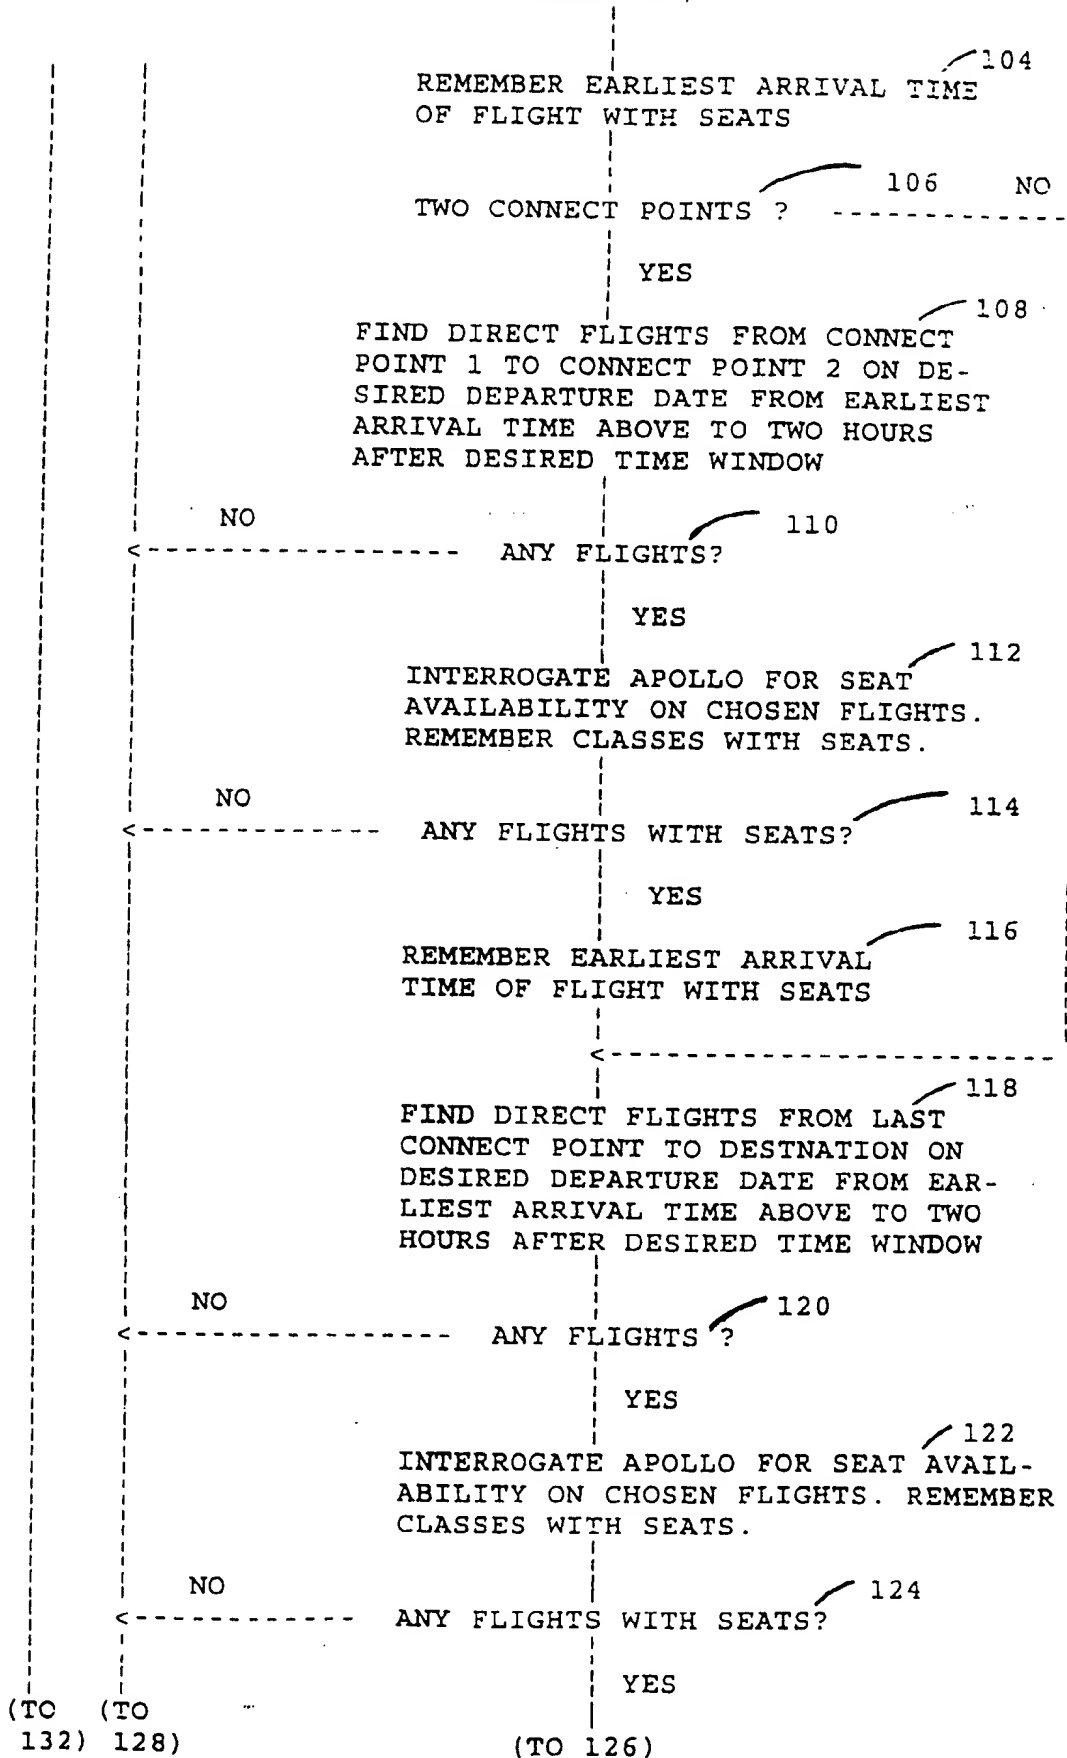 104
REMEMBER EARLIEST ARRIVAL TIME
OF FLIGHT WITH SEATS
106 NO
TWO CONNECT POINTS ?
YES
108
FIND DIRECT FLIGHTS FROM CONNECT
POINT 1 TO CONNECT POINT 2 ON DE-
SIRED DEPARTURE DATE FROM EARLIEST
ARRIVAL TIME ABOVE TO TWO HOURS
AFTER DESIRED TIME WINDOW
NO 110
ANY FLIGHTS?
YES
112
INTERROGATE APOLLO FOR SEAT
AVAILABILITY ON CHOSEN FLIGHTS.
REMEMBER CLASSES WITH SEATS.
NO 114
ANY FLIGHTS WITH SEATS?
YES
116
REMEMBER EARLIEST ARRIVAL
TIME OF FLIGHT WITH SEATS
118
FIND DIRECT FLIGHTS FROM LAST
CONNECT POINT TO DESTNATION ON
DESIRED DEPARTURE DATE FROM EAR-
LIEST ARRIVAL TIME ABOVE TO TWO
HOURS AFTER DESIRED TIME WINDOW
NO 120
ANY FLIGHTS ?
YES
122
INTERROGATE APOLLO FOR SEAT AVAIL-
ABILITY ON CHOSEN FLIGHTS. REMEMBER
CLASSES WITH SEATS.
NO 124
ANY FLIGHTS WITH SEATS?
YES
(TO (TO
132) 128)
(TO 126)